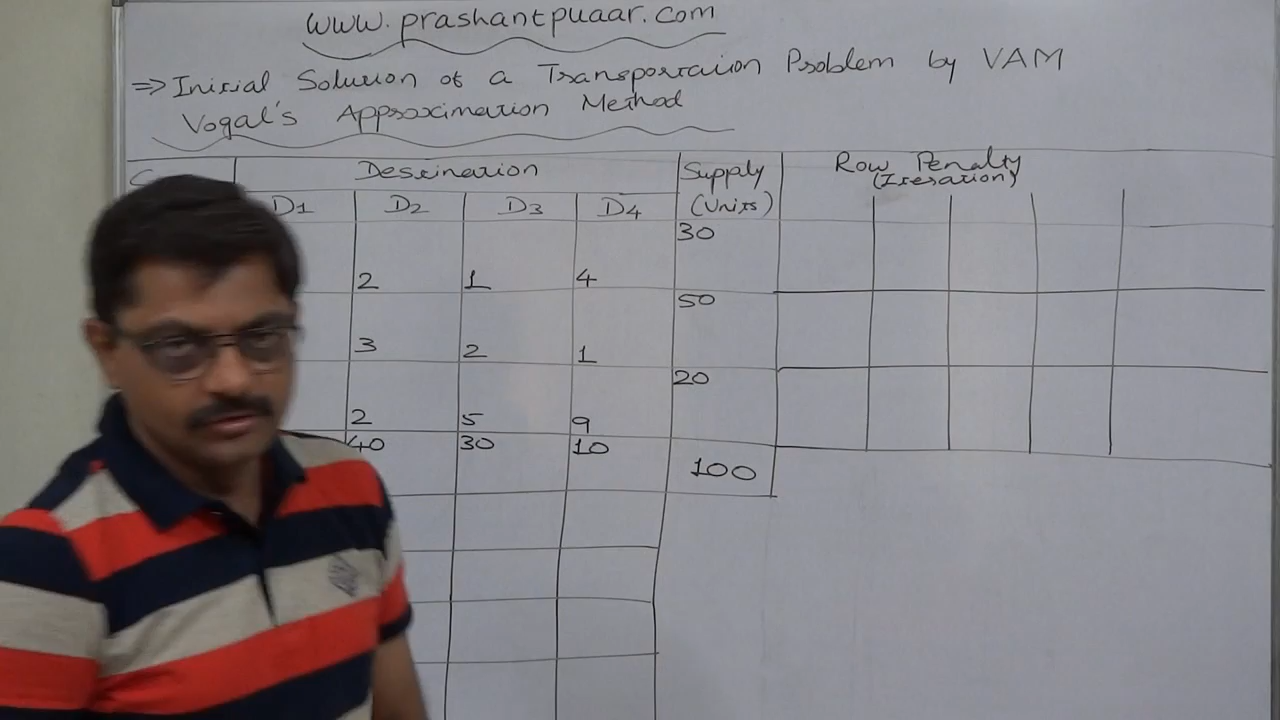 www.prashantpuaar.com
⇒ Initial Solution of a Transportation Problem by VAM
Vogal's Approximation Method
Destination Supply (Units) Row Penalty (Iteration)
D1 D2 D3 D4
30
2 1 4
50
3 2 1
20
2 5 9
40 30 10
100